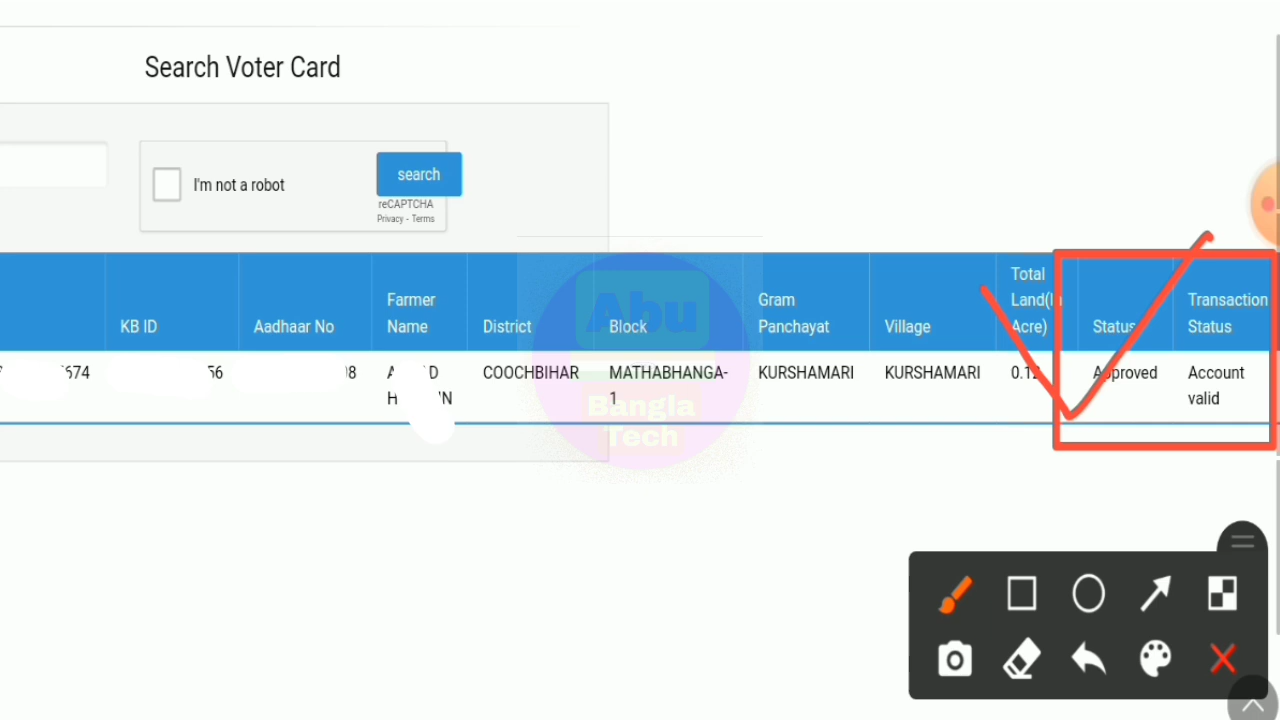 Search Voter Card
I'm not a robot
search
reCAPTCHA
Privacy - Terms
KB ID
Aadhaar No
Farmer
Name
District
Block
Gram
Panchayat
Village
Total
Acre)
Status
Transaction
Status
COOCHBIHAR
MATHABHANGA-
1
KURSHAMARI
KURSHAMARI
Approved
Account
valid
Abu
Bangla
Tech